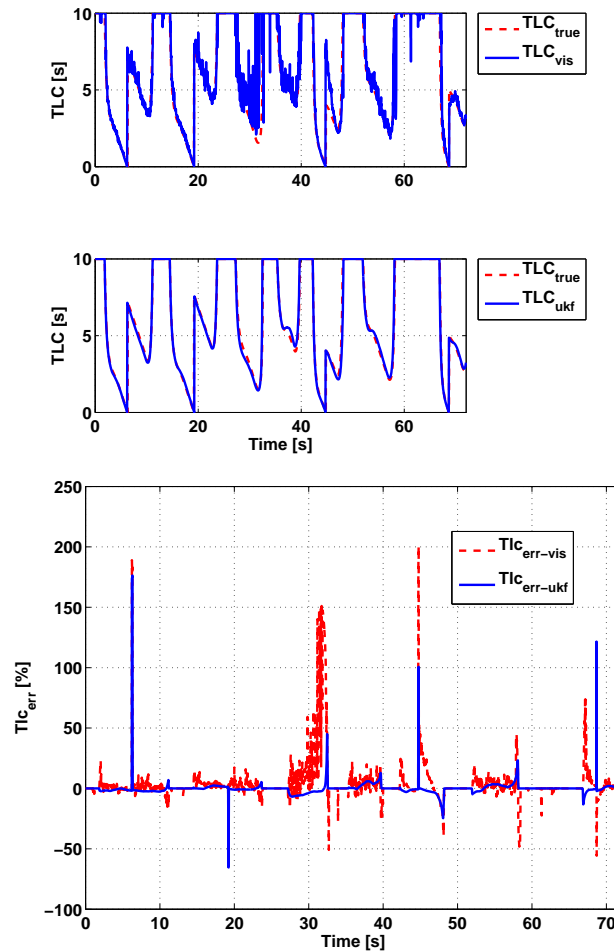 TLC [s]
10
5
0
0
20
40
60
TLC_true
TLC_vis
TLC [s]
10
5
0
0
20
40
60
Time [s]
TLC_true
TLC_ukf
Tlc_err [%]
250
200
150
100
50
0
−50
−100
0
10
20
30
40
50
60
70
Time [s]
Tlc_err−vis
Tlc_err−ukf